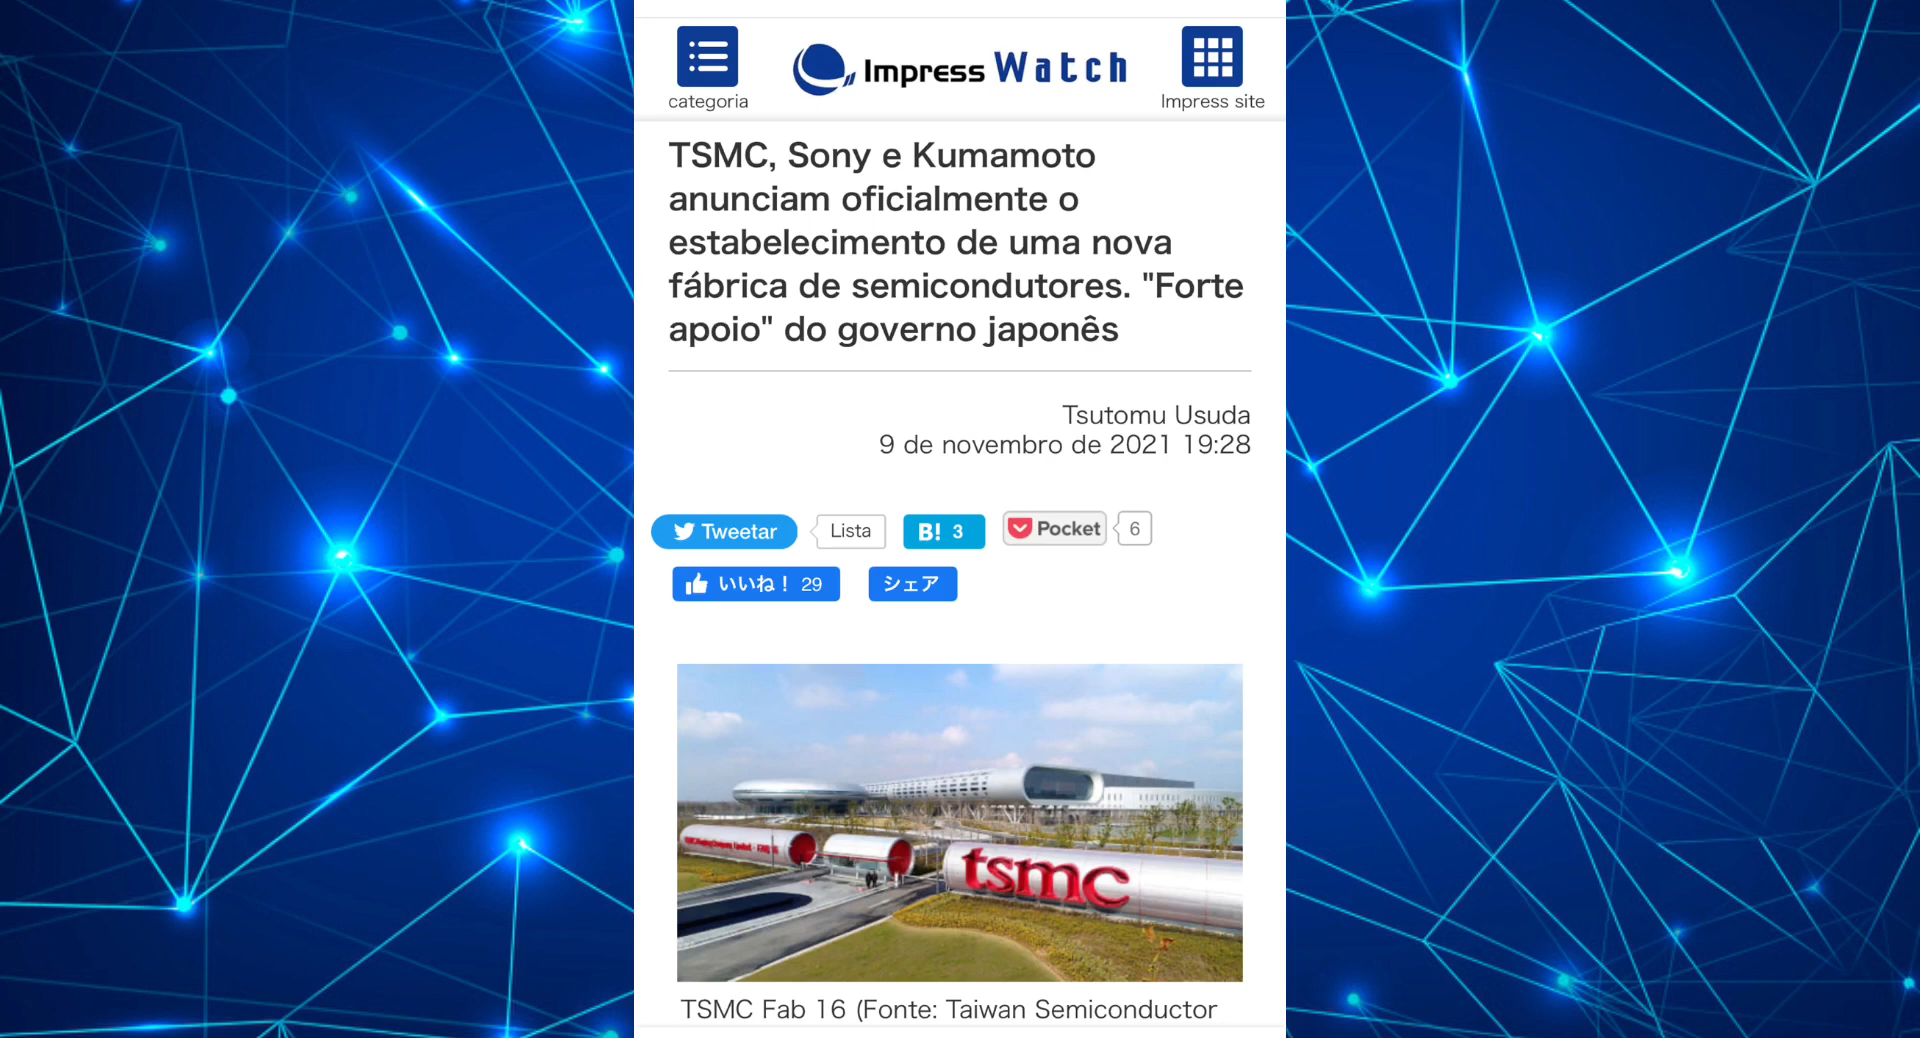 categoria
Impress Watch
Impress site
TSMC, Sony e Kumamoto
anunciam oficialmente o
estabelecimento de uma nova
fábrica de semicondutores. "Forte
apoio" do governo japonês
Tsutomu Usuda
9 de novembro de 2021 19:28
Tweetar
Lista
B! 3
Pocket
6
いいね！ 29
シェア
tsmc
TSMC Fab 16 (Fonte: Taiwan Semiconductor